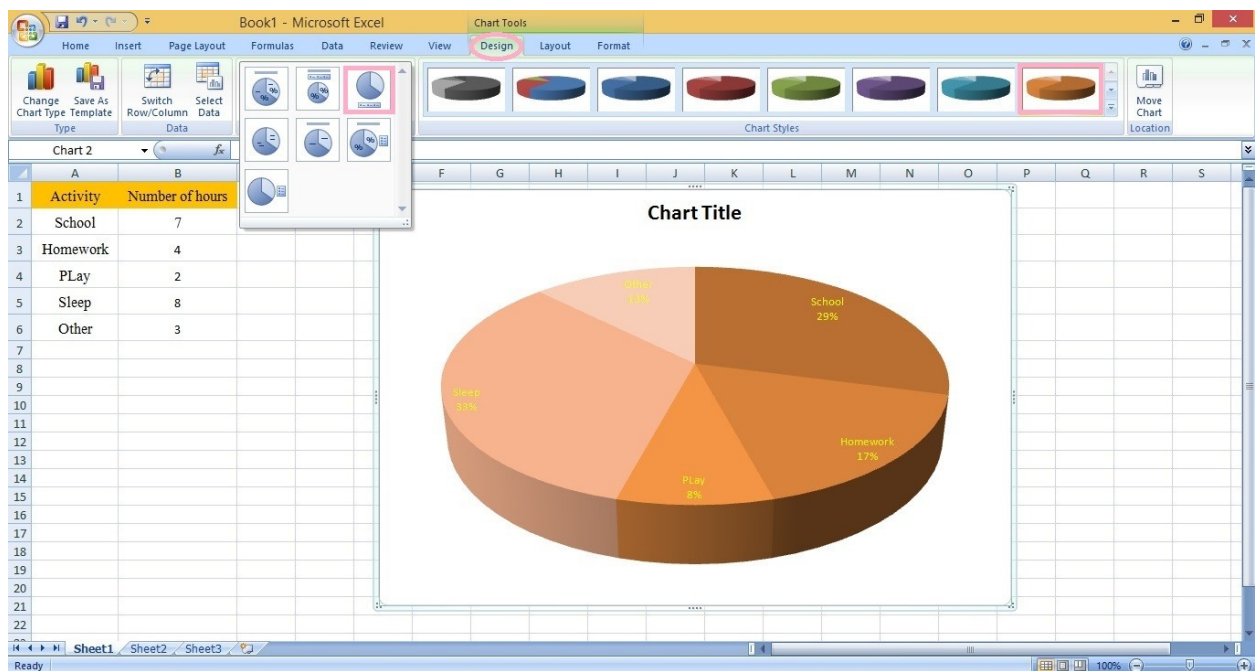 Book1 - Microsoft Excel
Chart Tools
Home Insert Page Layout Formulas Data Review View Design Layout Format
Change Chart Type
Save As Template
Switch Row/Column
Select Data
Move Chart
Type Data Chart Styles Location
Chart 2 fx
A B F G H I J K L M N O P Q R S
1 Activity Number of hours
2 School 7
3 Homework 4
4 PLay 2
5 Sleep 8
6 Other 3
7
8
9
10
11
12
13
14
15
16
17
18
19
20
21
22
Chart Title
Other
13%
School
29%
Sleep
33%
Homework
17%
PLay
8%
Sheet1 Sheet2 Sheet3
Ready 100%